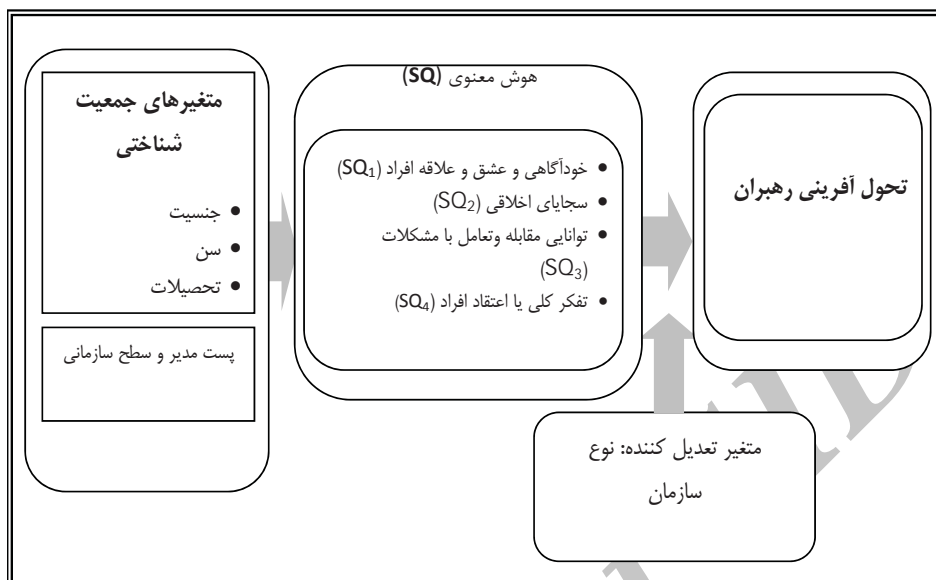 متغیرهای جمعیت
شناختی
• جنسیت
• سن
• تحصیلات
پست مدیر و سطح سازمانی
هوش معنوی (SQ)
• خودآگاهی و عشق و علاقه افراد (SQ1)
• سجایای اخلاقی (SQ2)
• توانایی مقابله وتعامل با مشکلات
(SQ3)
• تفکر کلی یا اعتقاد افراد (SQ4)
تحول آفرینی رهبران
متغیر تعدیل کننده: نوع
سازمان